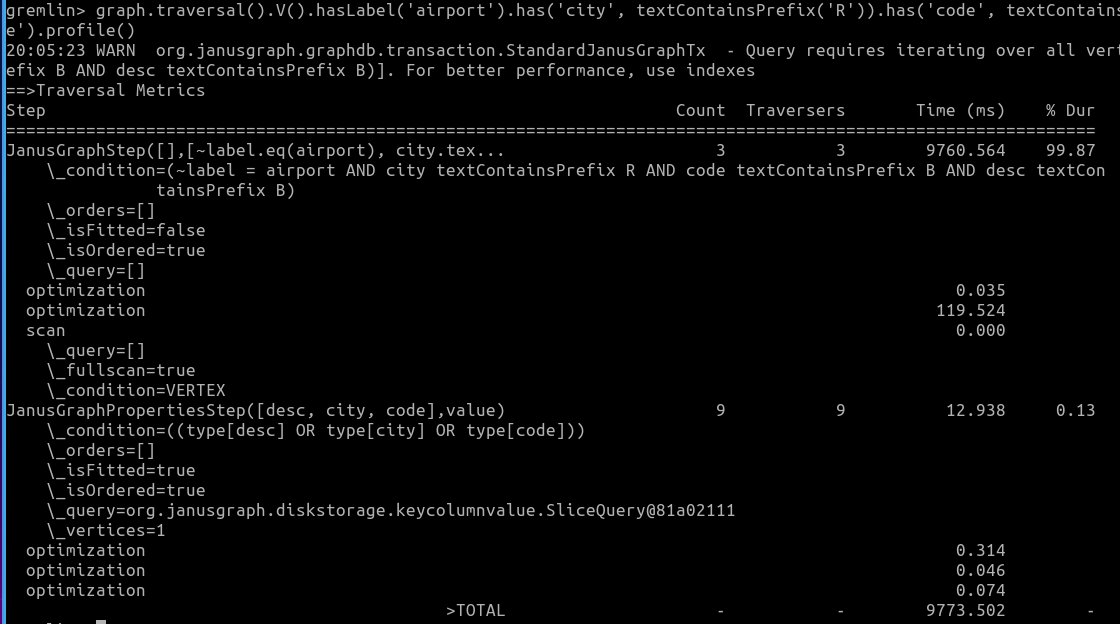 gremlin> graph.traversal().V().hasLabel('airport').has('city', textContainsPrefix('R')).has('code', textContains
e').profile()
20:05:23 WARN  org.janusgraph.graphdb.transaction.StandardJanusGraphTx  - Query requires iterating over all vert
efix B AND desc textContainsPrefix B)]. For better performance, use indexes
==>Traversal Metrics
Step                                                               Count  Traversers       Time (ms)    % Dur
=============================================================================================================
JanusGraphStep([],[~label.eq(airport), city.tex...                     3           3        9760.564    99.87
    \_condition=(~label = airport AND city textContainsPrefix R AND code textContainsPrefix B AND desc textCon
               tainsPrefix B)
    \_orders=[]
    \_isFitted=false
    \_isOrdered=true
    \_query=[]
  optimization                                                                                 0.035
  optimization                                                                               119.524
  scan                                                                                         0.000
    \_query=[]
    \_fullscan=true
    \_condition=VERTEX
JanusGraphPropertiesStep([desc, city, code],value)                     9           9          12.938     0.13
    \_condition=((type[desc] OR type[city] OR type[code]))
    \_orders=[]
    \_isFitted=true
    \_isOrdered=true
    \_query=org.janusgraph.diskstorage.keycolumnvalue.SliceQuery@81a02111
    \_vertices=1
  optimization                                                                                 0.314
  optimization                                                                                 0.046
  optimization                                                                                 0.074
                                            >TOTAL                     -           -        9773.502        -